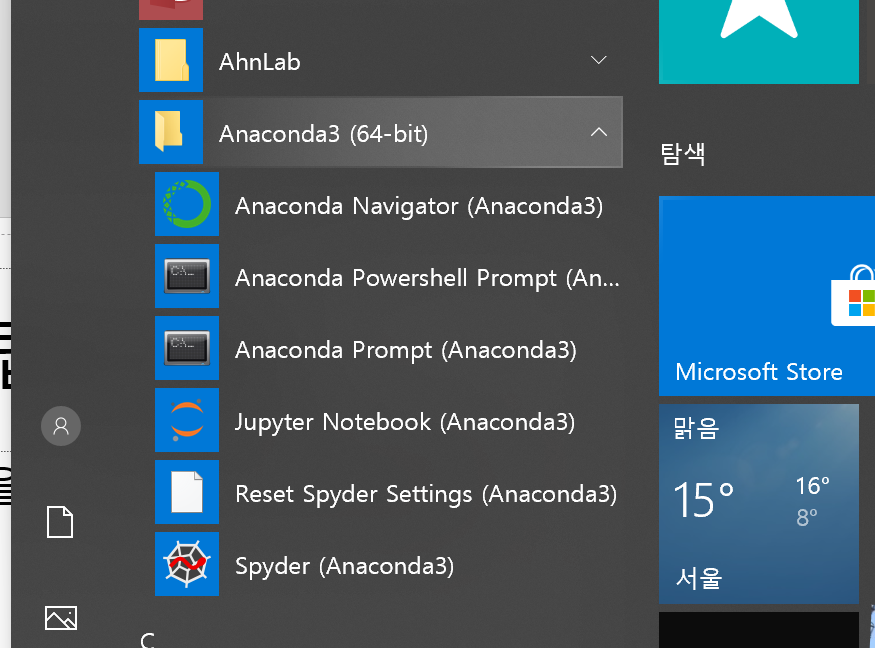 AhnLab
Anaconda3 (64-bit)
Anaconda Navigator (Anaconda3)
Anaconda Powershell Prompt (An...
Anaconda Prompt (Anaconda3)
Jupyter Notebook (Anaconda3)
Reset Spyder Settings (Anaconda3)
Spyder (Anaconda3)
C
탐색
Microsoft Store
맑음
15°
16°
8°
서울